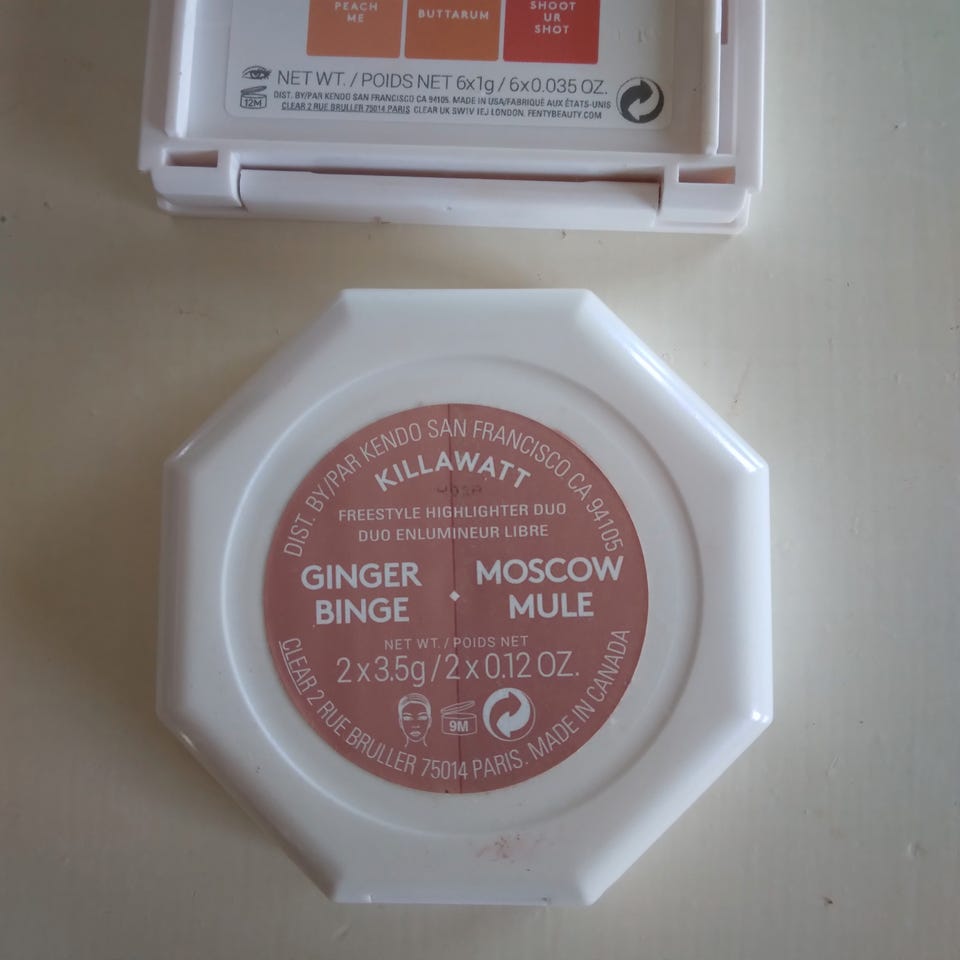 PEACH
ME
BUTTARUM
SHOOT
UR
SHOT
NET WT. / POIDS NET 6x1g / 6x0.035 OZ.
12M
DIST. BY/PAR KENDO SAN FRANCISCO CA 94105. MADE IN USA/FABRIQUÉ AUX ÉTATS-UNIS
CLEAR 2 RUE BRULLER 75014 PARIS CLEAR UK SW1V 1EJ LONDON. FENTYBEAUTY.COM
DIST. BY/PAR KENDO SAN FRANCISCO CA 94105
KILLAWATT
FREESTYLE HIGHLIGHTER DUO
DUO ENLUMINEUR LIBRE
GINGER
BINGE
MOSCOW
MULE
NET WT. / POIDS NET
2 x 3.5g / 2 x 0.12 OZ.
9M
CLEAR 2 RUE BRULLER 75014 PARIS. MADE IN CANADA